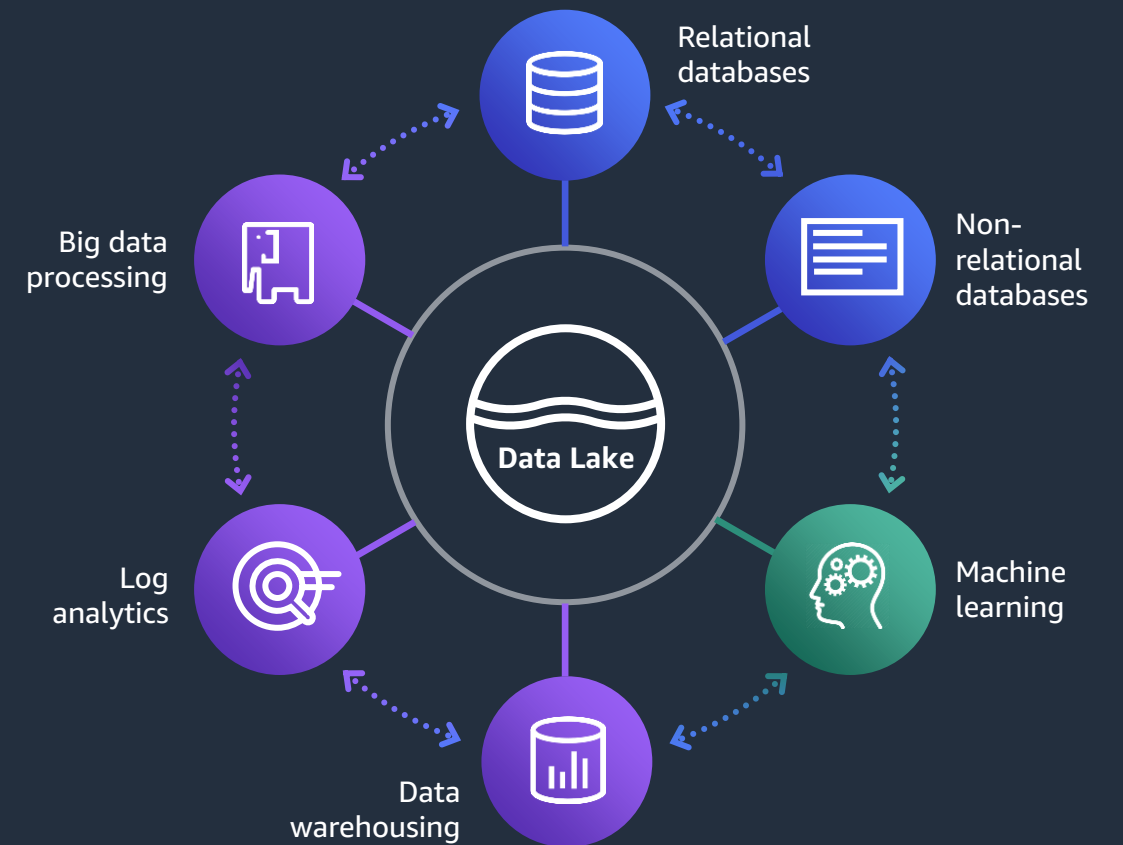 Relational
databases
Non-
relational
databases
Big data
processing
Data Lake
Log
analytics
Machine
learning
Data
warehousing